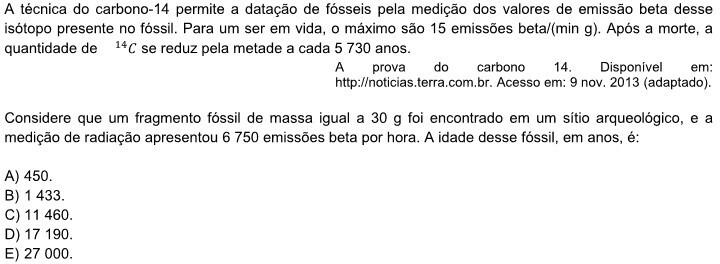 A técnica do carbono-14 permite a datação de fósseis pela medição dos valores de emissão beta desse
isótopo presente no fóssil. Para um ser em vida, o máximo são 15 emissões beta/(min g). Após a morte, a
quantidade de ¹⁴C se reduz pela metade a cada 5 730 anos.
A prova do carbono 14. Disponível em:
http://noticias.terra.com.br. Acesso em: 9 nov. 2013 (adaptado).
Considere que um fragmento fóssil de massa igual a 30 g foi encontrado em um sítio arqueológico, e a
medição de radiação apresentou 6 750 emissões beta por hora. A idade desse fóssil, em anos, é:
A) 450.
B) 1 433.
C) 11 460.
D) 17 190.
E) 27 000.